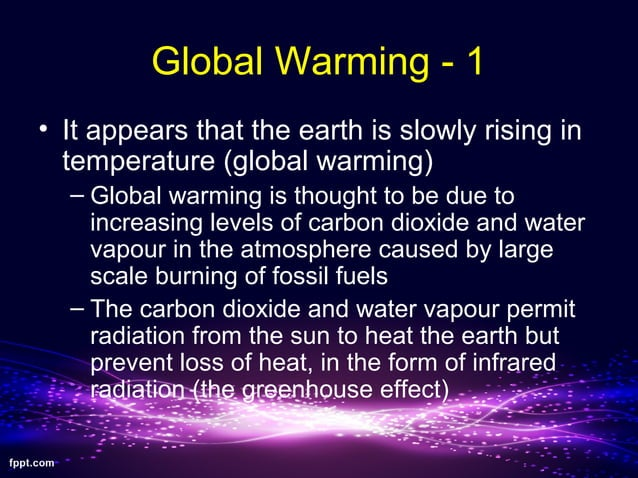 Global Warming - 1
• It appears that the earth is slowly rising in
temperature (global warming)
– Global warming is thought to be due to
increasing levels of carbon dioxide and water
vapour in the atmosphere caused by large
scale burning of fossil fuels
– The carbon dioxide and water vapour permit
radiation from the sun to heat the earth but
prevent loss of heat, in the form of infrared
radiation (the greenhouse effect)
fppt.com